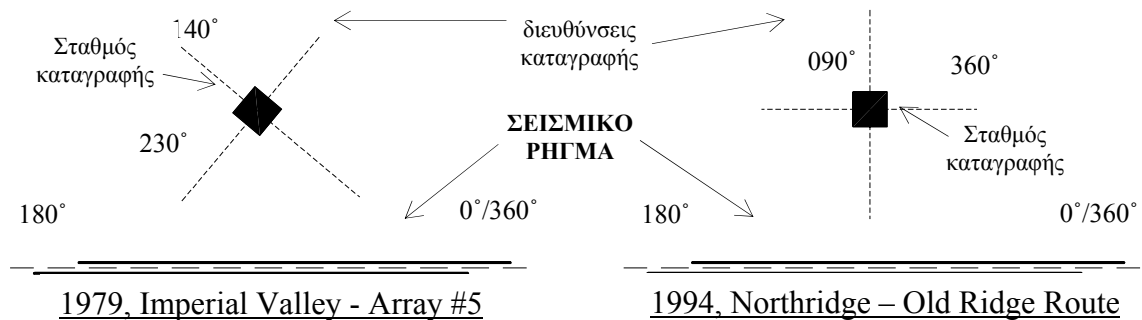 140˚
Σταθμός
καταγραφής
230˚
180˚
0˚/360˚
διευθύνσεις
καταγραφής
ΣΕΙΣΜΙΚΟ
ΡΗΓΜΑ
090˚
360˚
Σταθμός
καταγραφής
180˚
0˚/360˚
1979, Imperial Valley - Array #5
1994, Northridge – Old Ridge Route